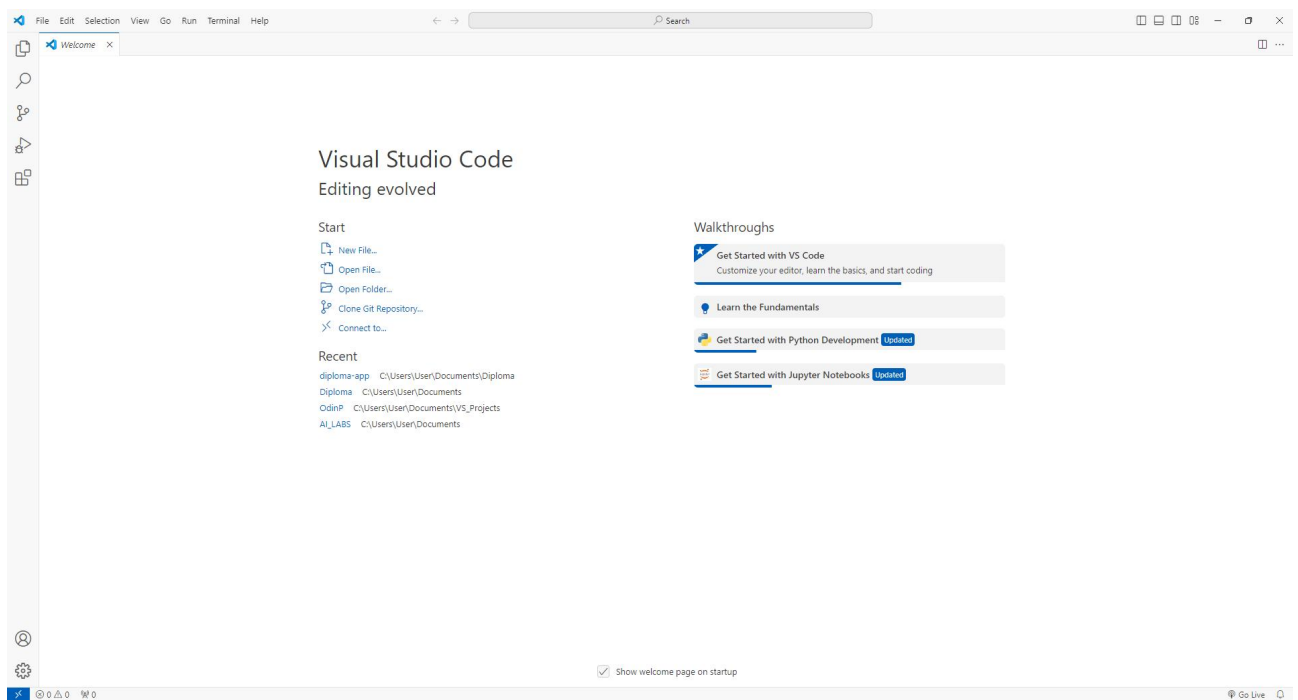 File Edit Selection View Go Run Terminal Help
Search
Welcome
Visual Studio Code
Editing evolved
Start
New File...
Open File...
Open Folder...
Clone Git Repository...
Connect to...
Recent
diploma-app C:\Users\User\Documents\Diploma
Diploma C:\Users\User\Documents
OdinP C:\Users\User\Documents\VS_Projects
AI_LABS C:\Users\User\Documents
Walkthroughs
Get Started with VS Code
Customize your editor, learn the basics, and start coding
Learn the Fundamentals
Get Started with Python Development Updated
Get Started with Jupyter Notebooks Updated
Show welcome page on startup
0 0 0
Go Live